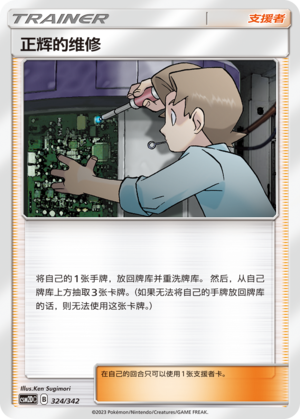 TRAINER
支援者
正辉的维修
将自己的1张手牌，放回牌库并重洗牌库。 然后，从自己
牌库上方抽取3张卡牌。（如果无法将自己的手牌放回牌库
的话，则无法使用这张卡牌。）
Illus.Ken Sugimori
在自己的回合只可以使用1张支援者卡。
324/342
©2023 Pokémon/Nintendo/Creatures/GAME FREAK.